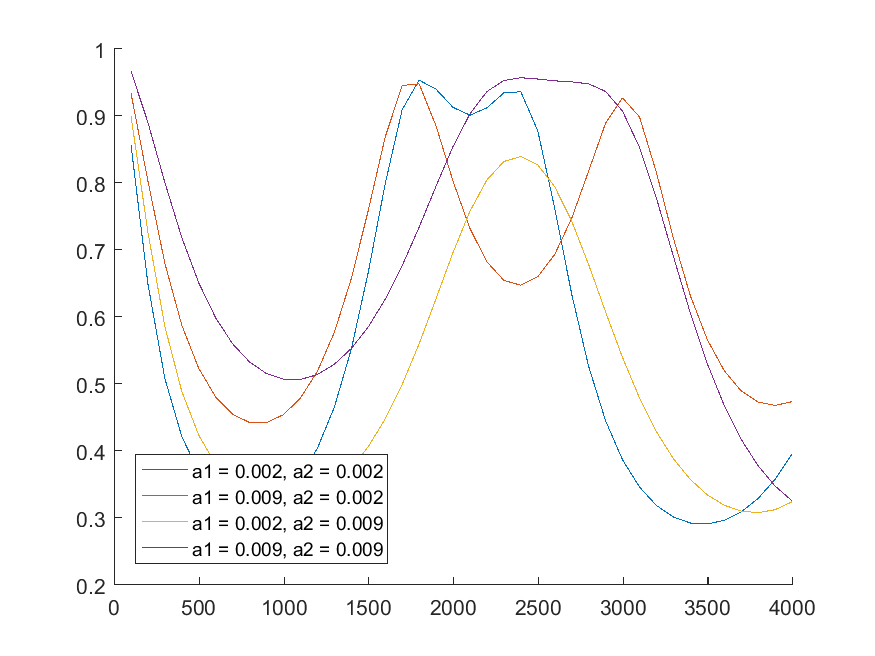 1
0.9
0.8
0.7
0.6
0.5
0.4
0.3
0.2
a1 = 0.002, a2 = 0.002
a1 = 0.009, a2 = 0.002
a1 = 0.002, a2 = 0.009
a1 = 0.009, a2 = 0.009
0 500 1000 1500 2000 2500 3000 3500 4000